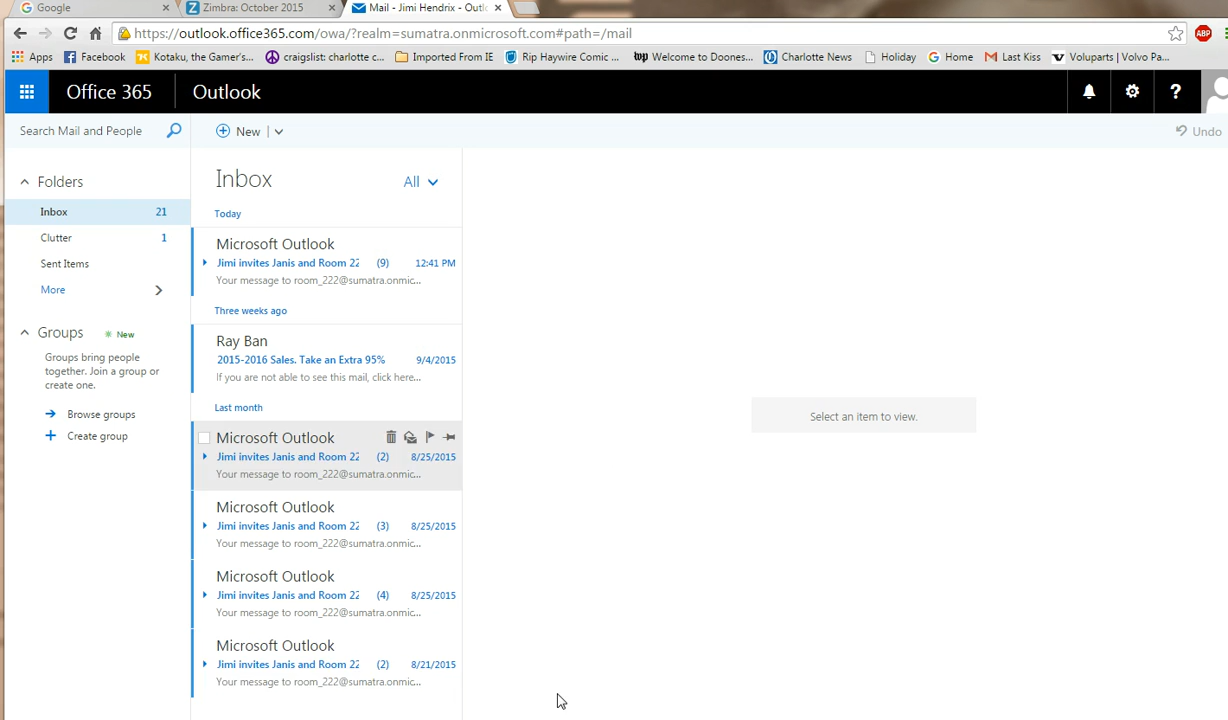 Google
Zimbra: October 2015
Mail - Jimi Hendrix - Outl
https://outlook.office365.com/owa/?realm=sumatra.onmicrosoft.com#path=/mail
ABP
Apps
Facebook
Kotaku, the Gamer's...
craigslist: charlotte c...
Imported From IE
Rip Haywire Comic ...
Welcome to Doones...
Charlotte News
Holiday
Home
Last Kiss
Voluparts | Volvo Pa...
Office 365
Outlook
?
Search Mail and People
New
Undo
Folders
Inbox 21
Clutter 1
Sent Items
More
Groups
New
Groups bring people
together. Join a group or
create one.
Browse groups
Create group
Inbox
All
Today
Microsoft Outlook
Jimi invites Janis and Room 22 (9) 12:41 PM
Your message to room_222@sumatra.onmic...
Three weeks ago
Ray Ban
2015-2016 Sales. Take an Extra 95% 9/4/2015
If you are not able to see this mail, click here...
Last month
Microsoft Outlook
Jimi invites Janis and Room 22 (2) 8/25/2015
Your message to room_222@sumatra.onmic...
Microsoft Outlook
Jimi invites Janis and Room 22 (3) 8/25/2015
Your message to room_222@sumatra.onmic...
Microsoft Outlook
Jimi invites Janis and Room 22 (4) 8/25/2015
Your message to room_222@sumatra.onmic...
Microsoft Outlook
Jimi invites Janis and Room 22 (2) 8/21/2015
Your message to room_222@sumatra.onmic...
Select an item to view.